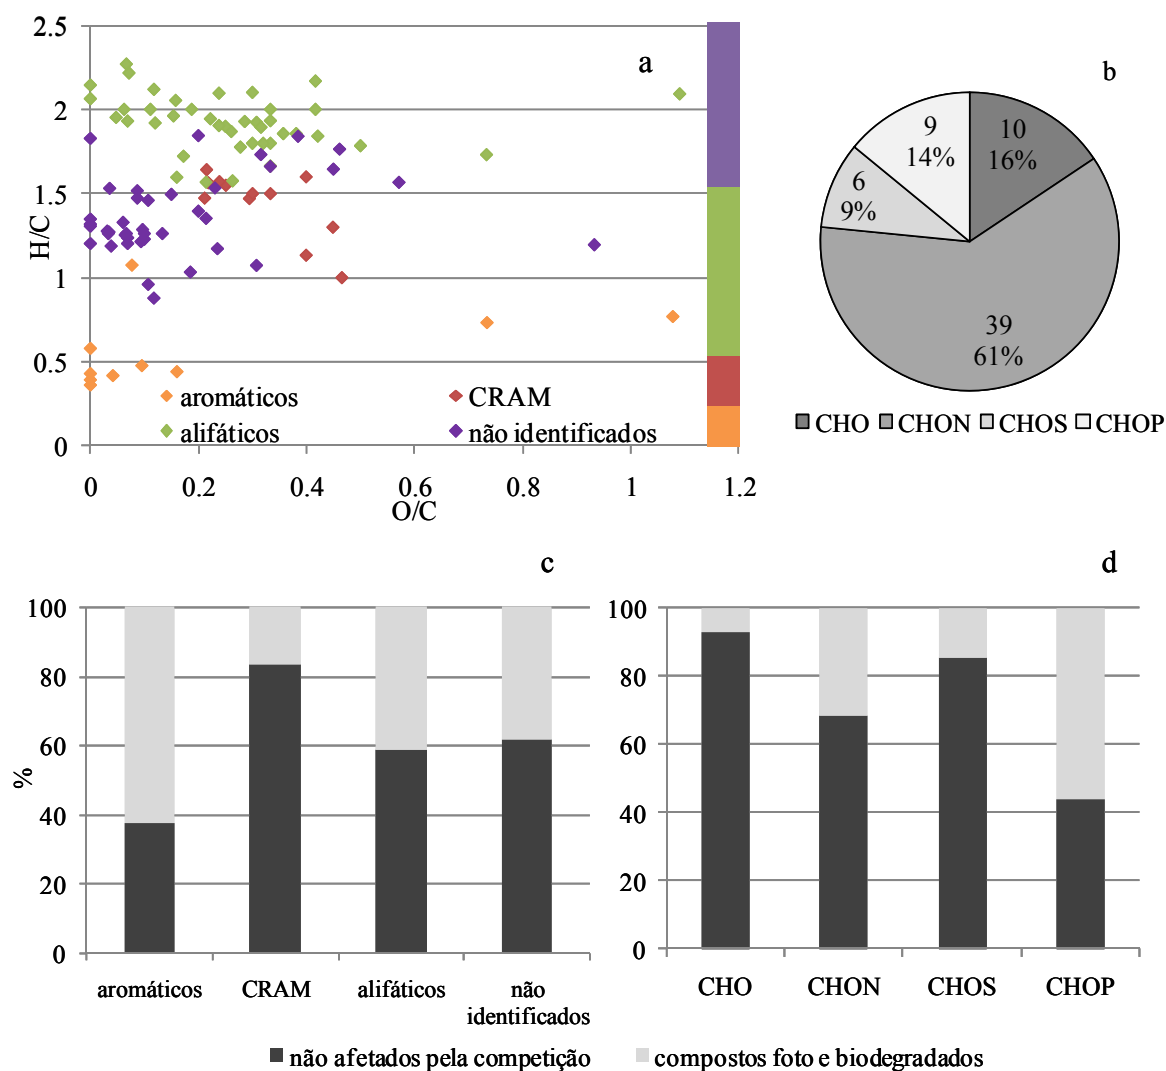 a
2.5
2
1.5
1
0.5
0
H/C
aromáticos
CRAM
alifáticos
não identificados
0
0.2
0.4
0.6
0.8
1
1.2
O/C
b
9
14%
10
16%
6
9%
39
61%
CHO
CHON
CHOS
CHOP
c
100
80
60
40
20
0
%
aromáticos
CRAM
alifáticos
não
identificados
d
100
80
60
40
20
0
CHO
CHON
CHOS
CHOP
não afetados pela competição
compostos foto e biodegradados